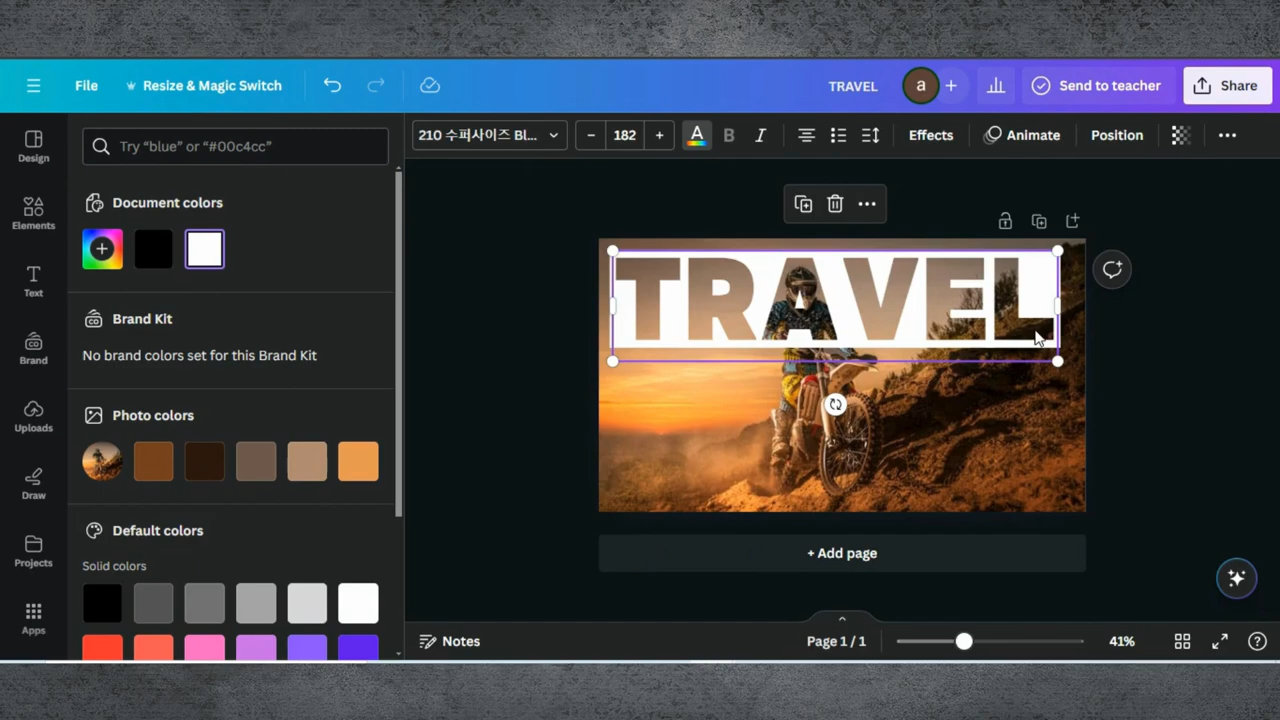 File
Resize & Magic Switch
TRAVEL
a
+
Send to teacher
Share
210 수퍼사이즈 Bl...
− 182 +
A
B
I
Effects
Animate
Position
Try “blue” or “#00c4cc”
Design
Elements
Text
Brand
Uploads
Draw
Projects
Apps
Document colors
Brand Kit
No brand colors set for this Brand Kit
Photo colors
Default colors
Solid colors
TRAVEL
+ Add page
Notes
Page 1 / 1
41%